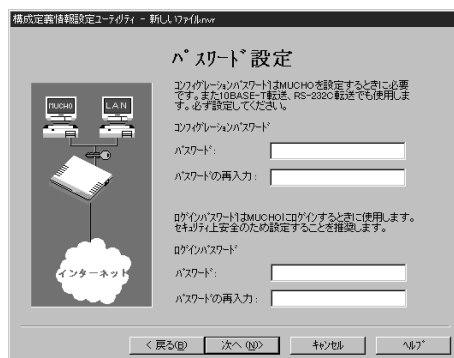 構成定義情報設定ユーティリティ - 新しいファイル.nvr
パスワード設定
コンフィグレーションパスワードはMUCHOを設定するときに必要
です。また10BASE-T転送、RS-232C転送でも使用しま
す。必ず設定してください。
MUCHO
LAN
コンフィグレーションパスワード
パスワード:
パスワードの再入力:
ログインパスワードはMUCHOにログインするときに使用します。
セキュリティ上安全のため設定することを推奨します。
ログインパスワード
インターネット
パスワード:
パスワードの再入力:
< 戻る(B)
次へ (N)>
キャンセル
ヘルプ